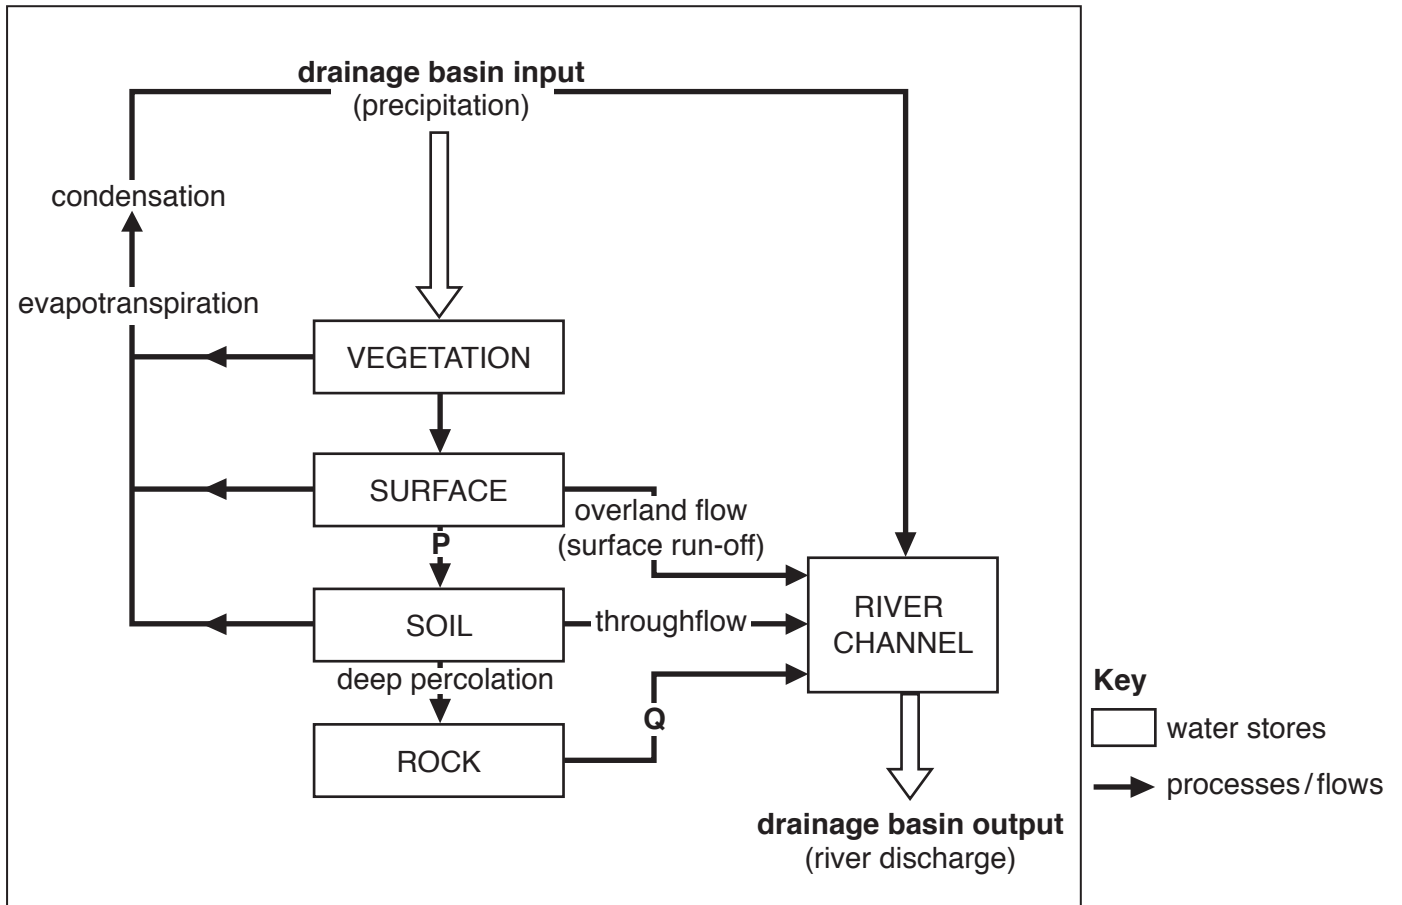 drainage basin input
(precipitation)
condensation
evapotranspiration
VEGETATION
SURFACE
overland flow
(surface run-off)
P
SOIL
throughflow
RIVER
CHANNEL
deep percolation
Q
ROCK
drainage basin output
(river discharge)
Key
water stores
processes/flows